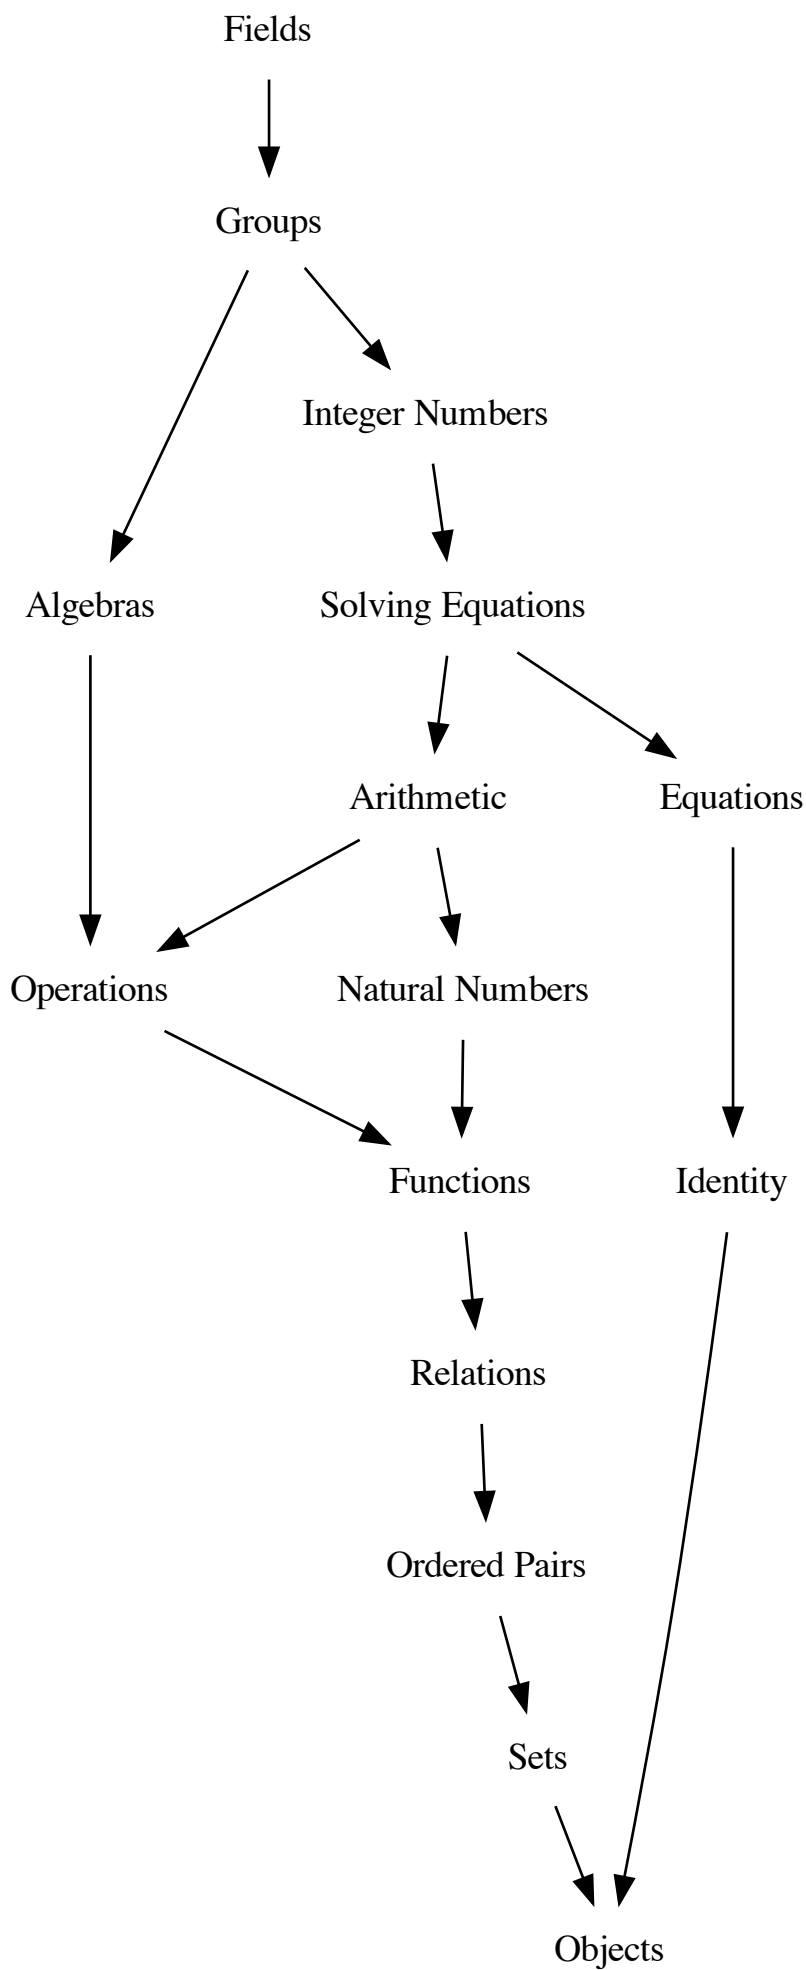 Fields
Groups
Integer Numbers
Algebras
Solving Equations
Arithmetic
Equations
Operations
Natural Numbers
Functions
Identity
Relations
Ordered Pairs
Sets
Objects